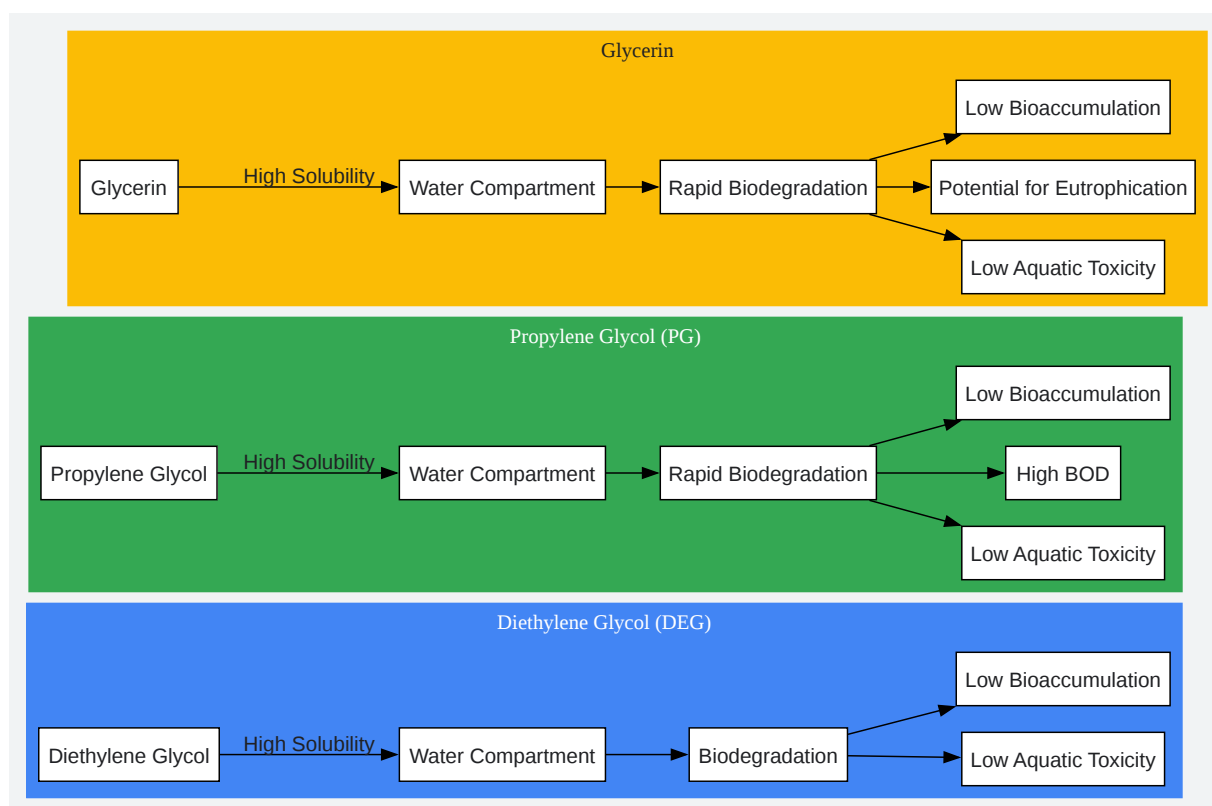 Glycerin
Low Bioaccumulation
Glycerin
High Solubility
Water Compartment
Rapid Biodegradation
Potential for Eutrophication
Low Aquatic Toxicity
Propylene Glycol (PG)
Low Bioaccumulation
Propylene Glycol
High Solubility
Water Compartment
Rapid Biodegradation
High BOD
Low Aquatic Toxicity
Diethylene Glycol (DEG)
Low Bioaccumulation
Diethylene Glycol
High Solubility
Water Compartment
Biodegradation
Low Aquatic Toxicity